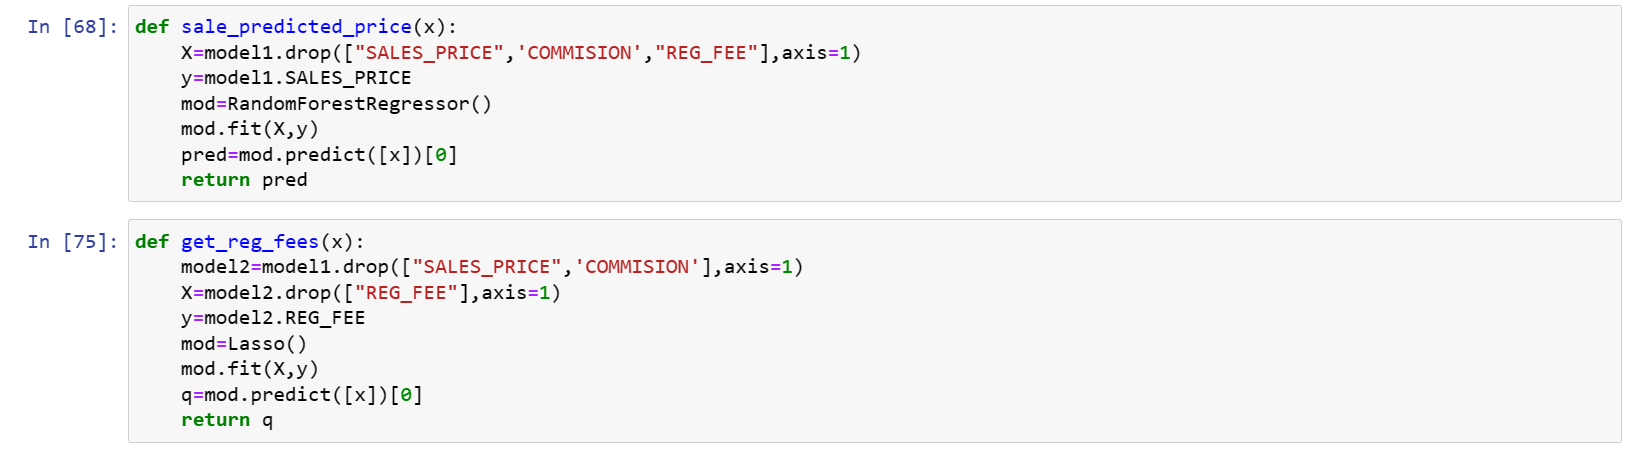 In [68]: def sale_predicted_price(x):
    X=model1.drop(["SALES_PRICE",'COMMISION',"REG_FEE"],axis=1)
    y=model1.SALES_PRICE
    mod=RandomForestRegressor()
    mod.fit(X,y)
    pred=mod.predict([x])[0]
    return pred
In [75]: def get_reg_fees(x):
    model2=model1.drop(["SALES_PRICE",'COMMISION'],axis=1)
    X=model2.drop(["REG_FEE"],axis=1)
    y=model2.REG_FEE
    mod=Lasso()
    mod.fit(X,y)
    q=mod.predict([x])[0]
    return q